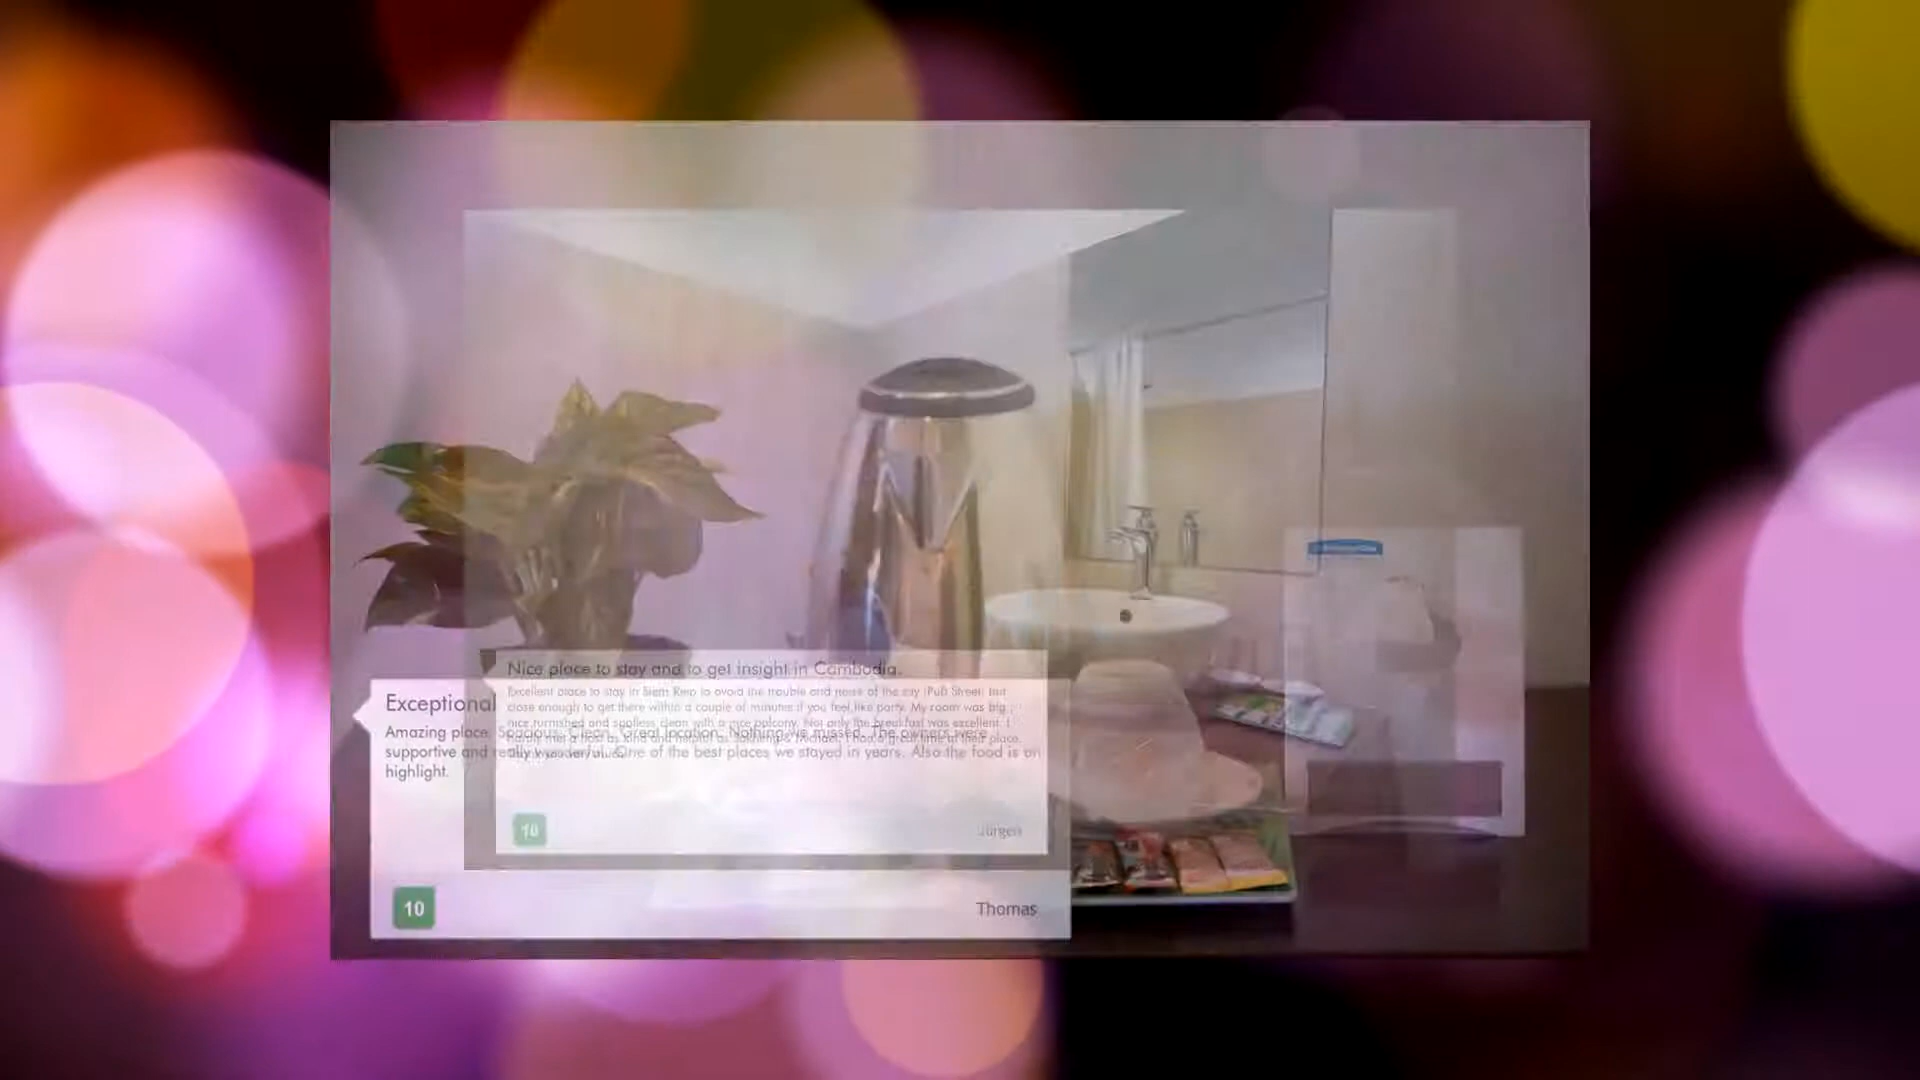 Nice place to stay and to get insight in Cambodia.
Excellent place to stay in Siem Reap to avoid the trouble and noise of the city (Pub Street) but
close enough to get there within a couple of minutes if you feel like party. My room was big,
nice furnished and spotless clean with a nice balcony. Not only the breakfast was excellent. I
10
Jürgen
Exceptional
Amazing place. Spacious. Clean. Great location. Nothing we missed. The owners were
supportive and really wonderful. One of the best places we stayed in years. Also the food is an
highlight.
10
Thomas